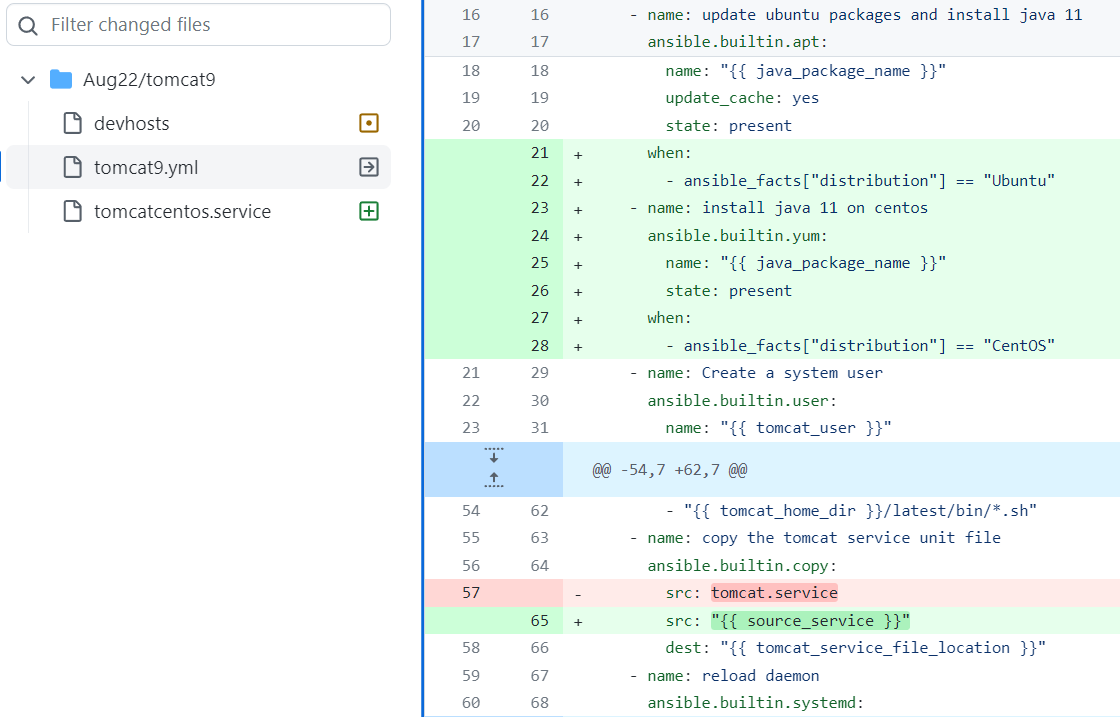 Filter changed files
Aug22/tomcat9
devhosts
tomcat9.yml
tomcatcentos.service
16 16 - name: update ubuntu packages and install java 11
17 17 ansible.builtin.apt:
18 18 name: "{{ java_package_name }}"
19 19 update_cache: yes
20 20 state: present
21 + when:
22 + - ansible_facts["distribution"] == "Ubuntu"
23 + - name: install java 11 on centos
24 + ansible.builtin.yum:
25 + name: "{{ java_package_name }}"
26 + state: present
27 + when:
28 + - ansible_facts["distribution"] == "CentOS"
21 29 - name: Create a system user
22 30 ansible.builtin.user:
23 31 name: "{{ tomcat_user }}"
@@ -54,7 +62,7 @@
54 62 - "{{ tomcat_home_dir }}/latest/bin/*.sh"
55 63 - name: copy the tomcat service unit file
56 64 ansible.builtin.copy:
57 - src: tomcat.service
65 + src: "{{ source_service }}"
58 66 dest: "{{ tomcat_service_file_location }}"
59 67 - name: reload daemon
60 68 ansible.builtin.systemd: